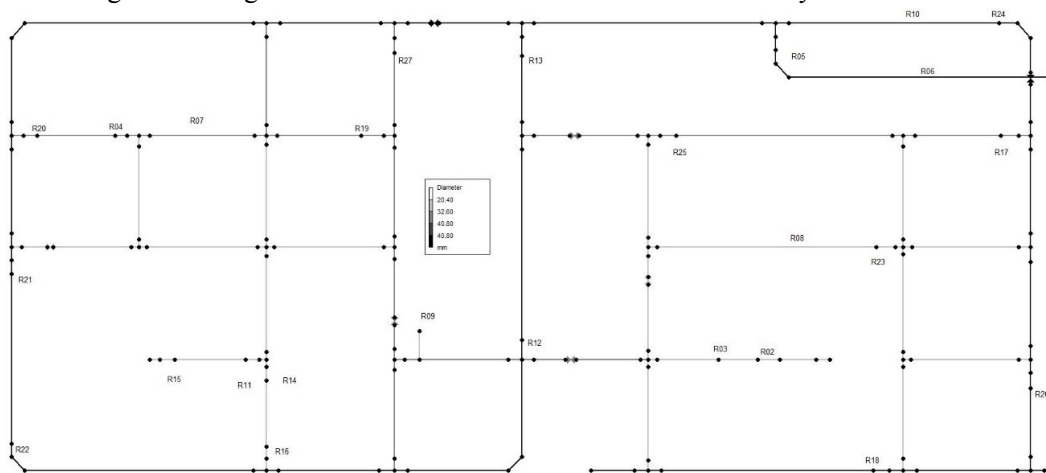 R10 R24
R27 R13 R05
R06
R20 R04 R07 R19
R25 R17
Diameter
20.40
32.60
40.80
40.80
mm
R08
R21 R23
R09
R12
R03 R02
R15 R11 R14
R26
R22 R16
R18